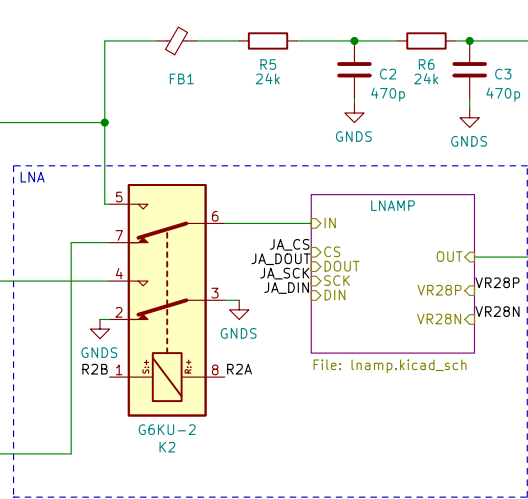 FB1
R5
24k
C2
470p
R6
24k
C3
470p
GNDS
GNDS
LNA
5
7
4
2
1
6
3
8
GNDS
GNDS
R2B
R2A
S:+
R:+
G6KU-2
K2
LNAMP
IN
JA_CS
CS
JA_DOUT
DOUT
JA_SCK
SCK
JA_DIN
DIN
OUT
VR28P
VR28P
VR28N
VR28N
File: lnamp.kicad_sch